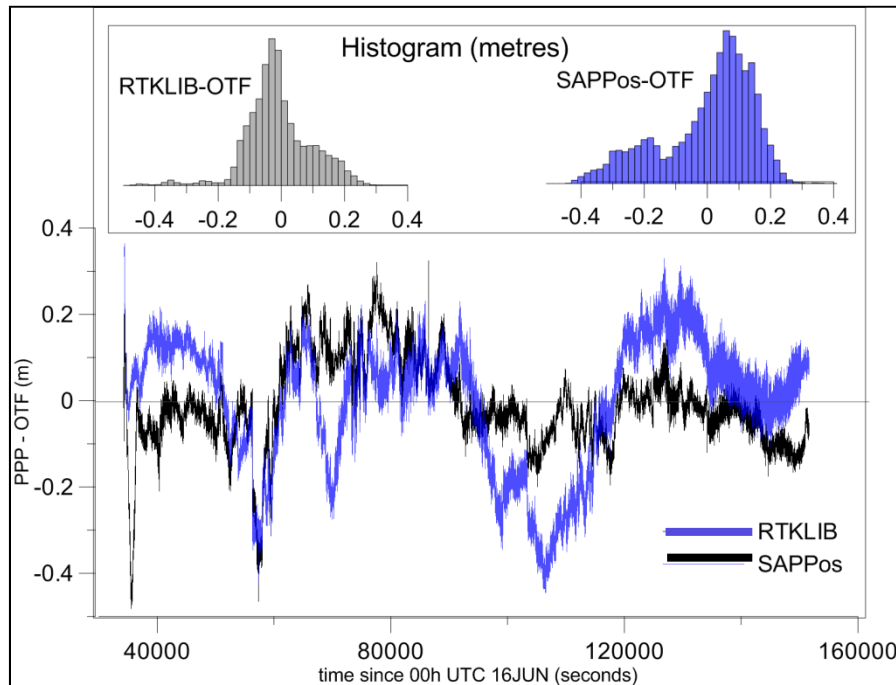 Histogram (metres)
RTKLIB-OTF
SAPPos-OTF
-0.4 -0.2 0 0.2 0.4
-0.4 -0.2 0 0.2 0.4
0.4
0.2
0
-0.2
-0.4
PPP - OTF (m)
RTKLIB
SAPPos
40000 80000 120000 160000
time since 00h UTC 16JUN (seconds)